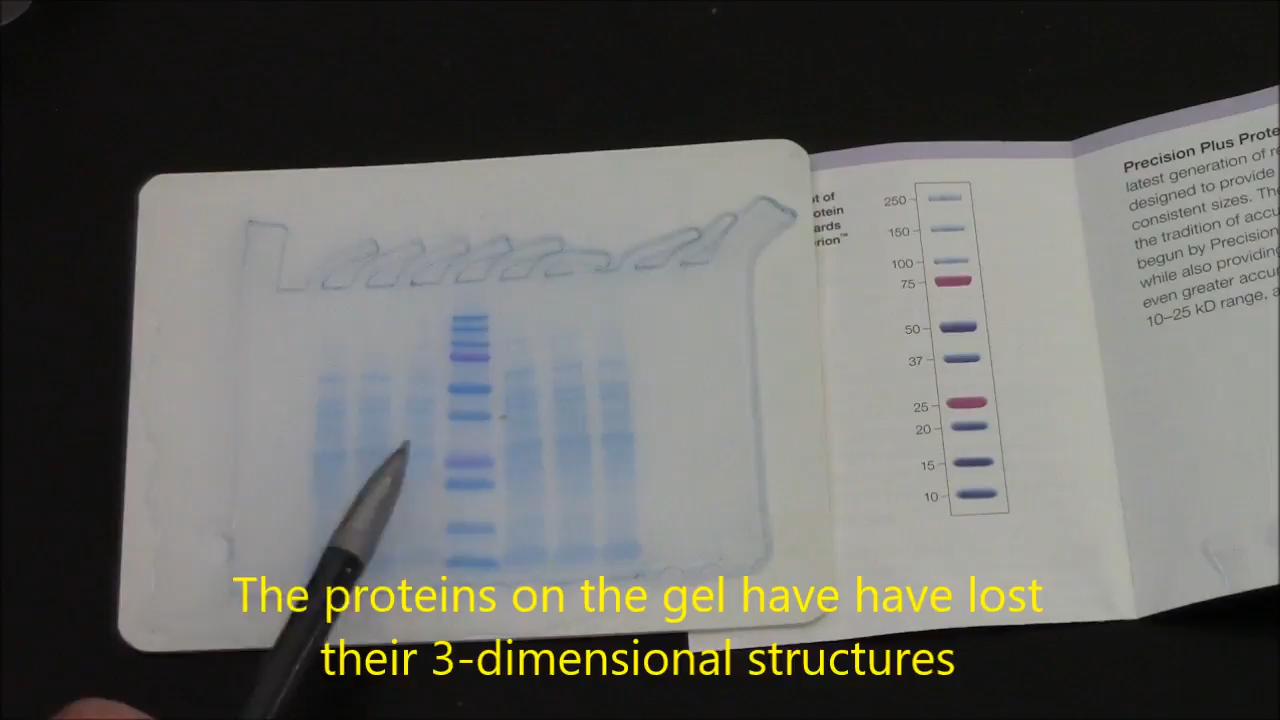 t of
otein
ards
rion™
250
150
100
75
50
37
25
20
15
10
Precision Plus Prote
latest generation of re
designed to provide
consistent sizes. The
the tradition of accu
begun by Precision
while also providing
even greater accur
10–25 kD range, a
The proteins on the gel have have lost
their 3-dimensional structures